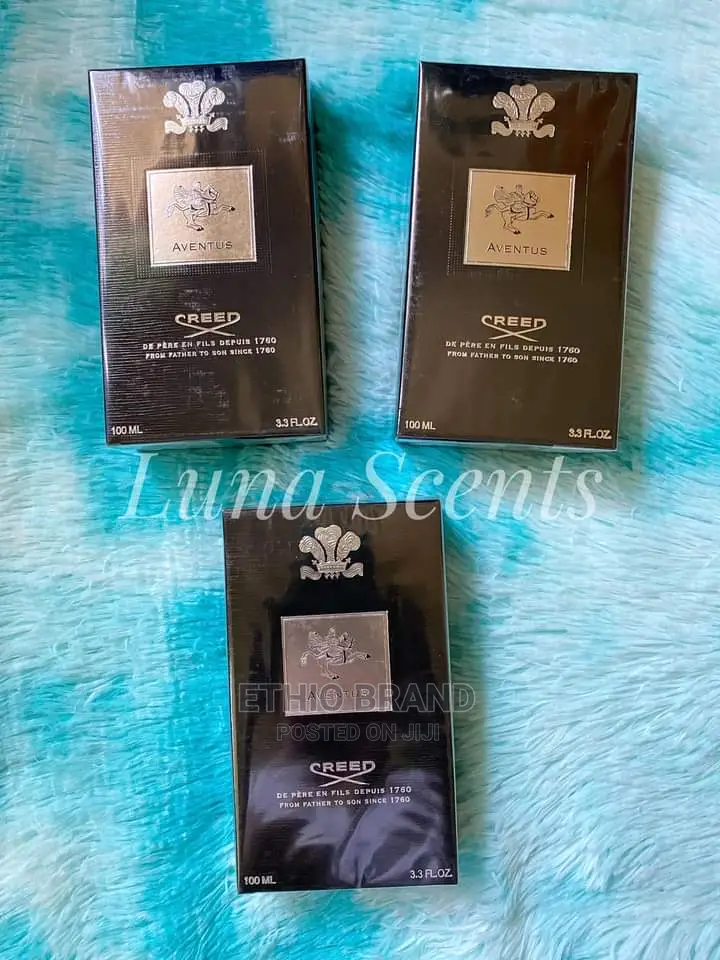 AVENTUS
CREED
DE PÈRE EN FILS DEPUIS 1760
FROM FATHER TO SON SINCE 1760
100 ML 3.3 FL.OZ.
AVENTUS
CREED
DE PÈRE EN FILS DEPUIS 1760
FROM FATHER TO SON SINCE 1760
100 ML 3.3 FL.OZ.
Luna Scents
AVENTUS
ETHIO BRAND
POSTED ON JIJI
CREED
DE PÈRE EN FILS DEPUIS 1760
FROM FATHER TO SON SINCE 1760
100 ML 3.3 FL.OZ.